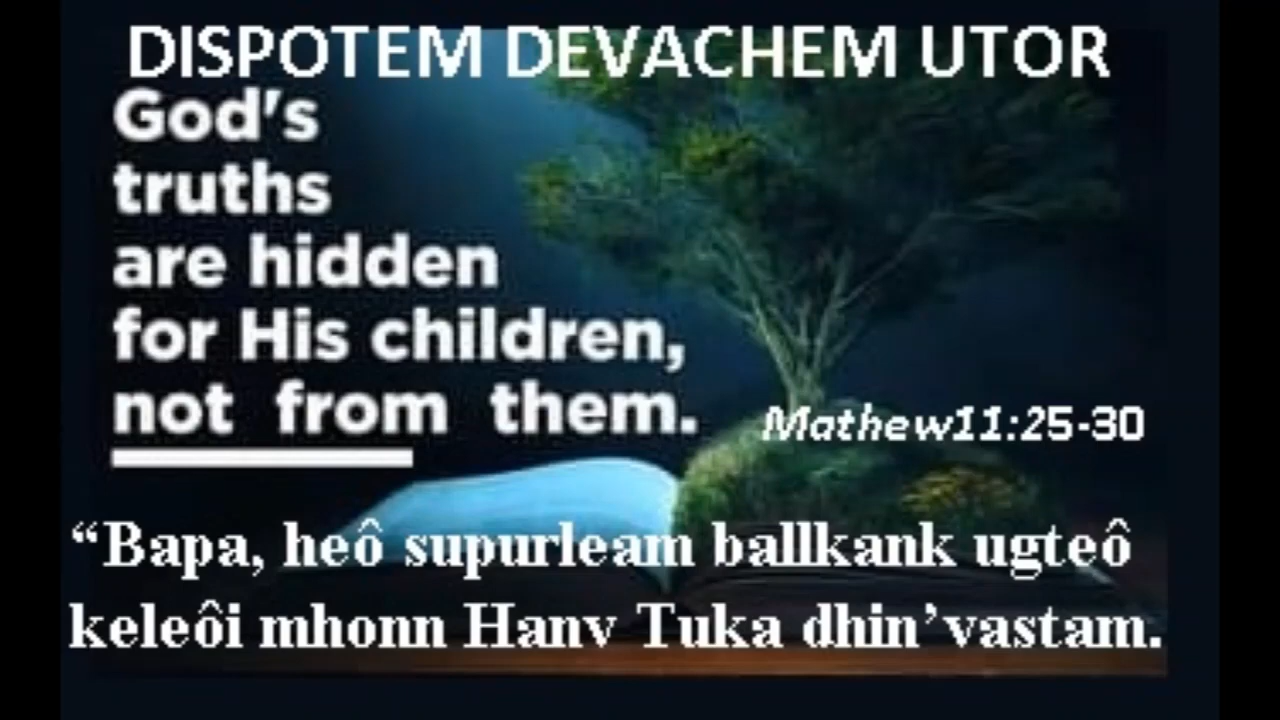 DISPOTEM DEVACHEM UTOR
God's
truths
are hidden
for His children,
not from them.
Mathew11:25-30
“Bapa, heô supurleam ballkank ugteô
keleôi mhonn Hanv Tuka dhin’vastam.